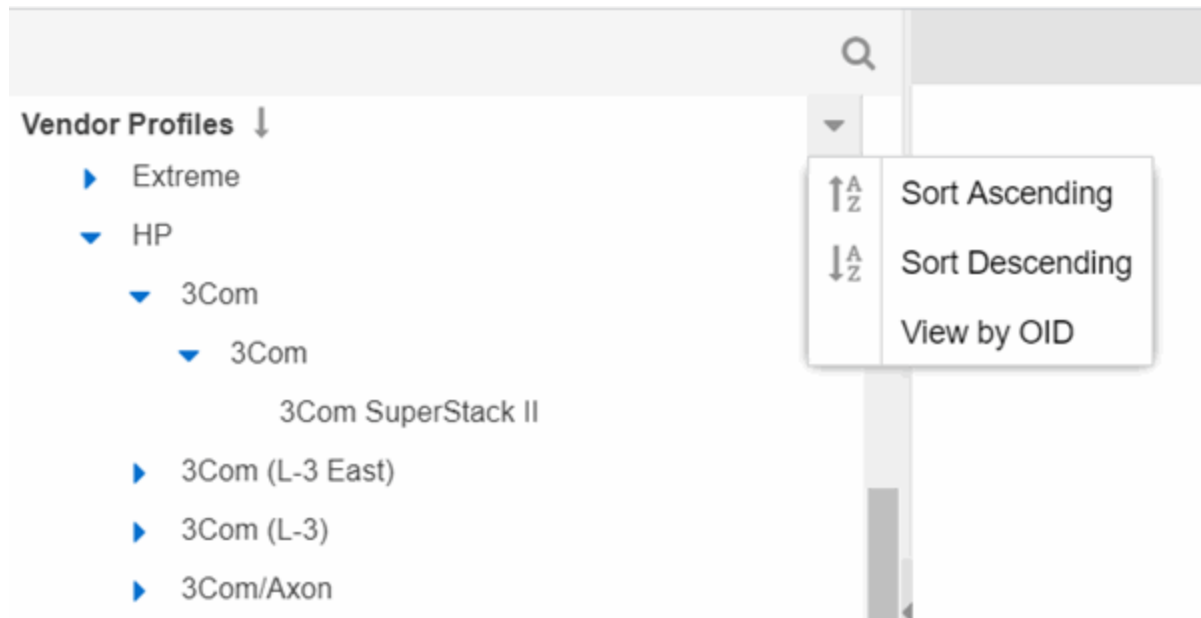 Vendor Profiles
Extreme
HP
3Com
3Com
3Com SuperStack II
3Com (L-3 East)
3Com (L-3)
3Com/Axon
Sort Ascending
Sort Descending
View by OID